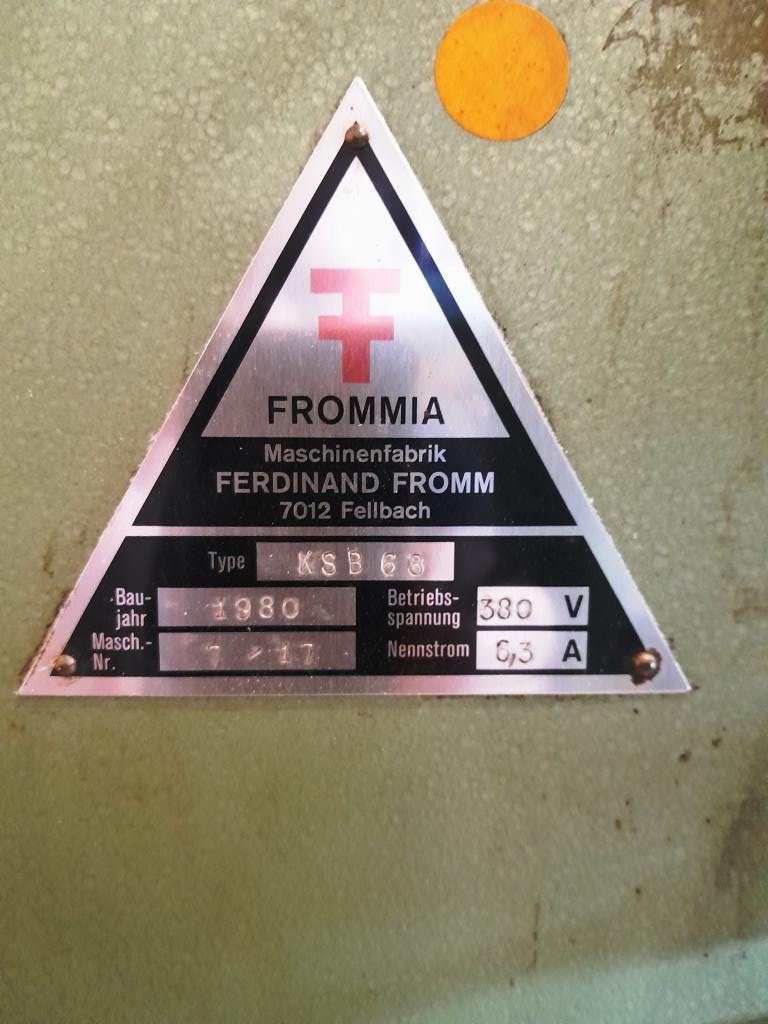 FROMMIA
Maschinenfabrik
FERDINAND FROMM
7012 Fellbach
Type KSB 68
Bau-
jahr 1980
Betriebs-
spannung 380 V
Masch.-
Nr.
Nennstrom 6,3 A